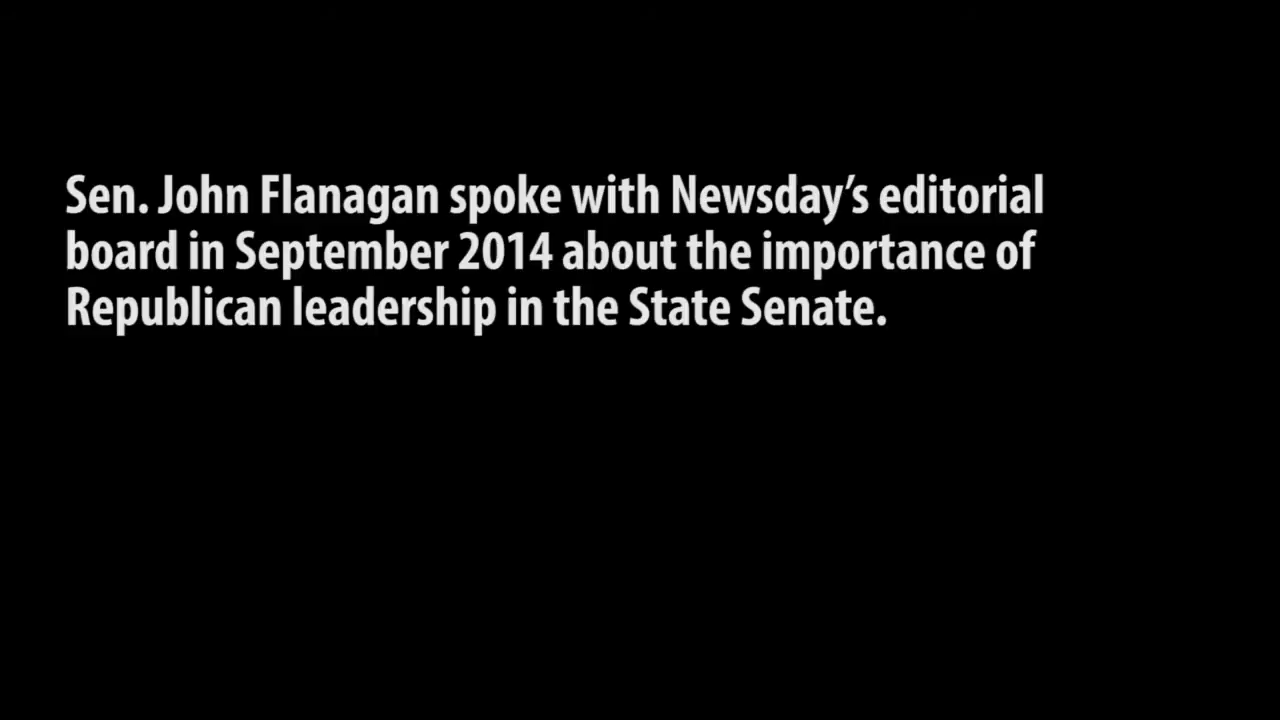 Sen. John Flanagan spoke with Newsday’s editorial
board in September 2014 about the importance of
Republican leadership in the State Senate.